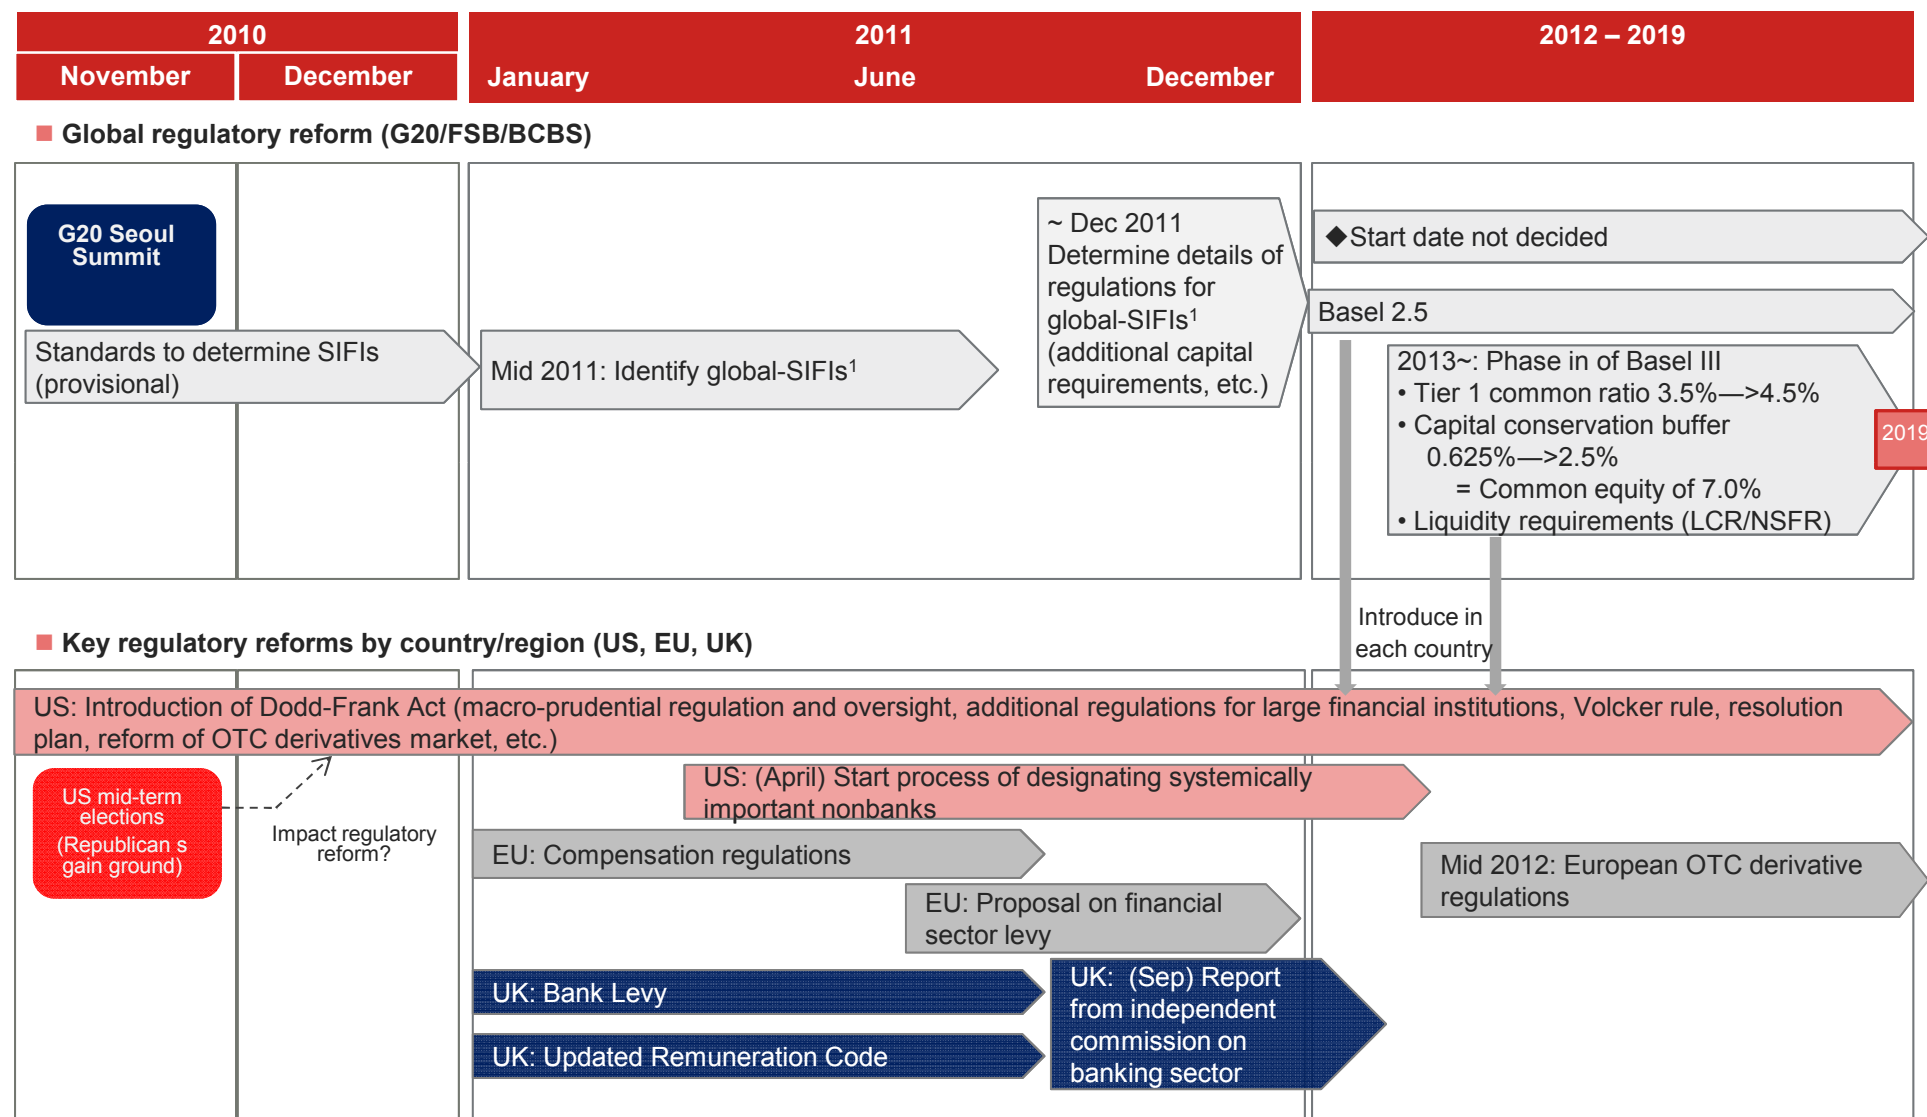 2010
2011
2012 – 2019
November
December
January
June
December
Global regulatory reform (G20/FSB/BCBS)
G20 Seoul
Summit
Standards to determine SIFIs
(provisional)
Mid 2011: Identify global-SIFIs¹
~ Dec 2011
Determine details of
regulations for
global-SIFIs¹
(additional capital
requirements, etc.)
◆Start date not decided
Basel 2.5
2013~: Phase in of Basel III
• Tier 1 common ratio 3.5%—>4.5%
• Capital conservation buffer
0.625%—>2.5%
= Common equity of 7.0%
• Liquidity requirements (LCR/NSFR)
2019
Introduce in
each country
Key regulatory reforms by country/region (US, EU, UK)
US: Introduction of Dodd-Frank Act (macro-prudential regulation and oversight, additional regulations for large financial institutions, Volcker rule, resolution
plan, reform of OTC derivatives market, etc.)
US mid-term
elections
(Republican s
gain ground)
Impact regulatory
reform?
US: (April) Start process of designating systemically
important nonbanks
EU: Compensation regulations
EU: Proposal on financial
sector levy
Mid 2012: European OTC derivative
regulations
UK: Bank Levy
UK: Updated Remuneration Code
UK: (Sep) Report
from independent
commission on
banking sector